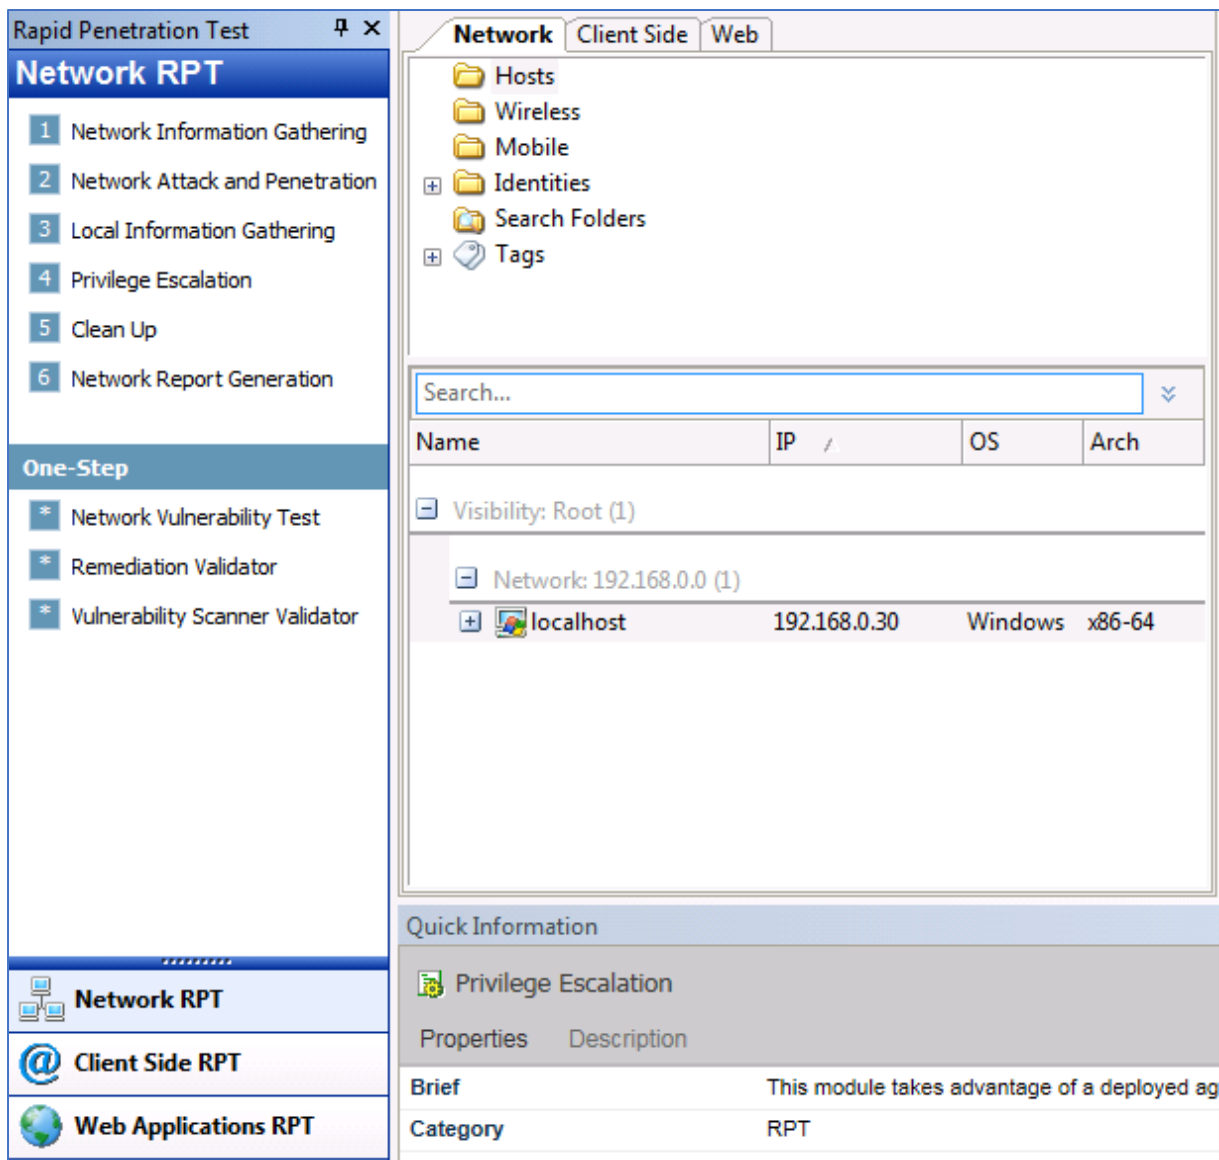 Rapid Penetration Test
Network RPT
1 Network Information Gathering
2 Network Attack and Penetration
3 Local Information Gathering
4 Privilege Escalation
5 Clean Up
6 Network Report Generation
One-Step
* Network Vulnerability Test
* Remediation Validator
* Vulnerability Scanner Validator
Network RPT
Client Side RPT
Web Applications RPT
Network Client Side Web
Hosts
Wireless
Mobile
Identities
Search Folders
Tags
Search...
Name IP OS Arch
Visibility: Root (1)
Network: 192.168.0.0 (1)
localhost 192.168.0.30 Windows x86-64
Quick Information
Privilege Escalation
Properties Description
Brief This module takes advantage of a deployed ag
Category RPT